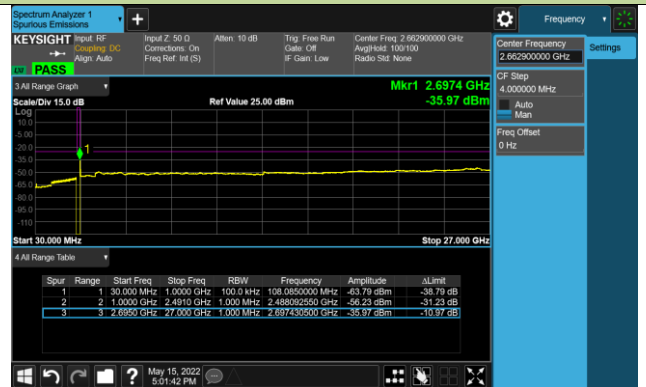 Spectrum Analyzer 1
Spurious Emissions
Frequency
KEYSIGHT
Input: RF
Coupling: DC
Align: Auto
Input Z: 50 Ω
Corrections: On
Freq Ref: Int (S)
Atten: 10 dB
Trig: Free Run
Gate: Off
IF Gain: Low
Center Freq: 2.662900000 GHz
Avg|Hold: 100/100
Radio Std: None
PASS
Center Frequency
2.662900000 GHz
Settings
CF Step
4.000000 MHz
Auto
Man
Freq Offset
0 Hz
3 All Range Graph
Mkr1 2.6974 GHz
Scale/Div 15.0 dB
Ref Value 25.00 dBm
-35.97 dBm
Log
10.0
-5.00
-20.0
-35.0
-50.0
-65.0
-80.0
-95.0
-110
1
Start 30.000 MHz
Stop 27.000 GHz
4 All Range Table
Spur Range Start Freq Stop Freq RBW Frequency Amplitude ΔLimit
1 1 30.000 MHz 1.0000 GHz 100.0 kHz 108.0850000 MHz -63.79 dBm -38.79 dB
2 2 1.0000 GHz 2.4910 GHz 1.000 MHz 2.488092550 GHz -56.23 dBm -31.23 dB
3 3 2.6950 GHz 27.000 GHz 1.000 MHz 2.697430500 GHz -35.97 dBm -10.97 dB
May 15, 2022
5:01:42 PM